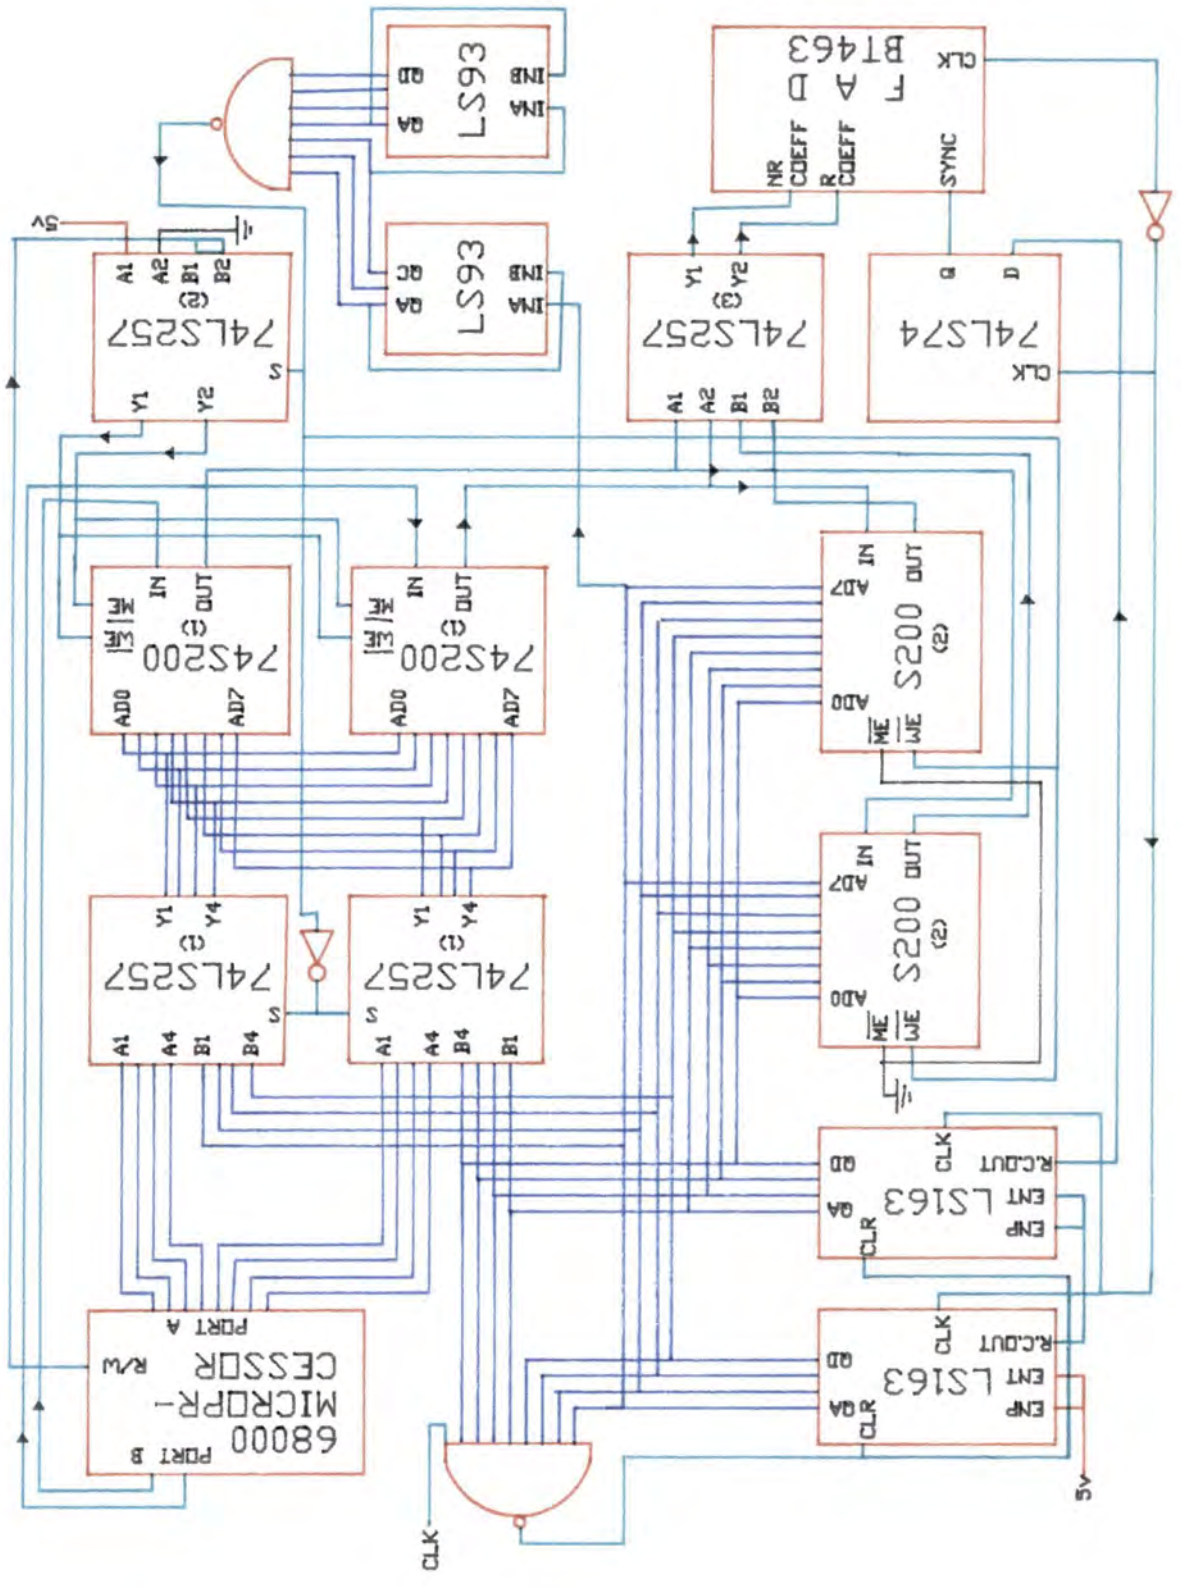 LS93
QD
QA
INB
INA
F A D
BT463
CLK
NR
COEFF
R
COEFF
SYNC
5v
A1
A2
B1
B2
74LS257
(2)
S
Y1
Y2
LS93
QC
QA
INB
INA
Y1
Y2
74LS257
(3)
A1
A2
B1
B2
Q
D
74LS74
CLK
ME
WE
IN
OUT
74S200
(1)
AD0
AD7
ME
WE
IN
OUT
74S200
(1)
AD0
AD7
IN
OUT
AD7
AD0
S200
(2)
ME
WE
IN
OUT
AD7
AD0
S200
(2)
ME
WE
Y1
Y4
74LS257
(1)
S
A1
A4
B1
B4
Y1
Y4
74LS257
(1)
S
A1
A4
B4
B1
QD
QA
CLR
CLK
LS163
R.C.OUT
ENT
ENP
QD
QA
CLR
CLK
LS163
R.C.OUT
ENT
ENP
5v
PORT A
R/W
68000
MICROPR-
CESSOR
PORT B
CLK